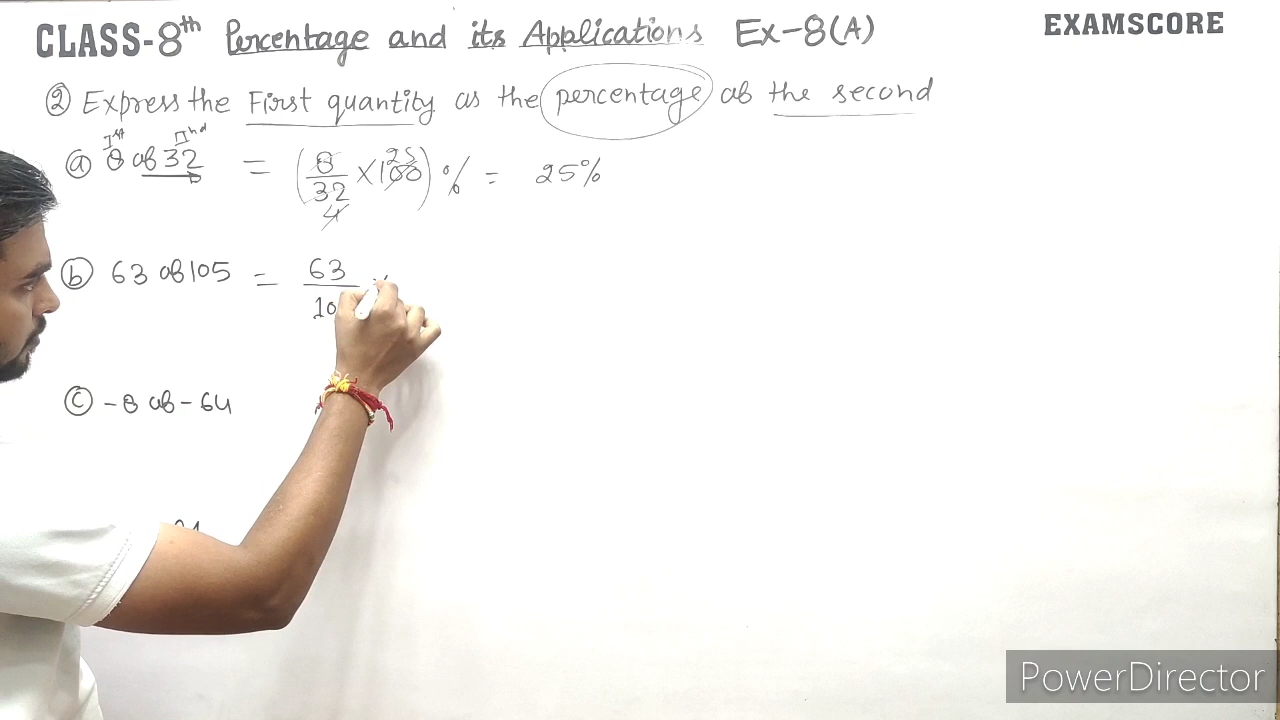 CLASS-8th Percentage and its Applications Ex-8(A)
EXAMSCORE
② Express the First quantity as the percentage of the second
Ist IInd
ⓐ 8 of 32 = (8/32 × 100) % = 25%
25
4
ⓑ 63 of 105 = 63/10 ×
ⓒ -8 of -64
PowerDirector